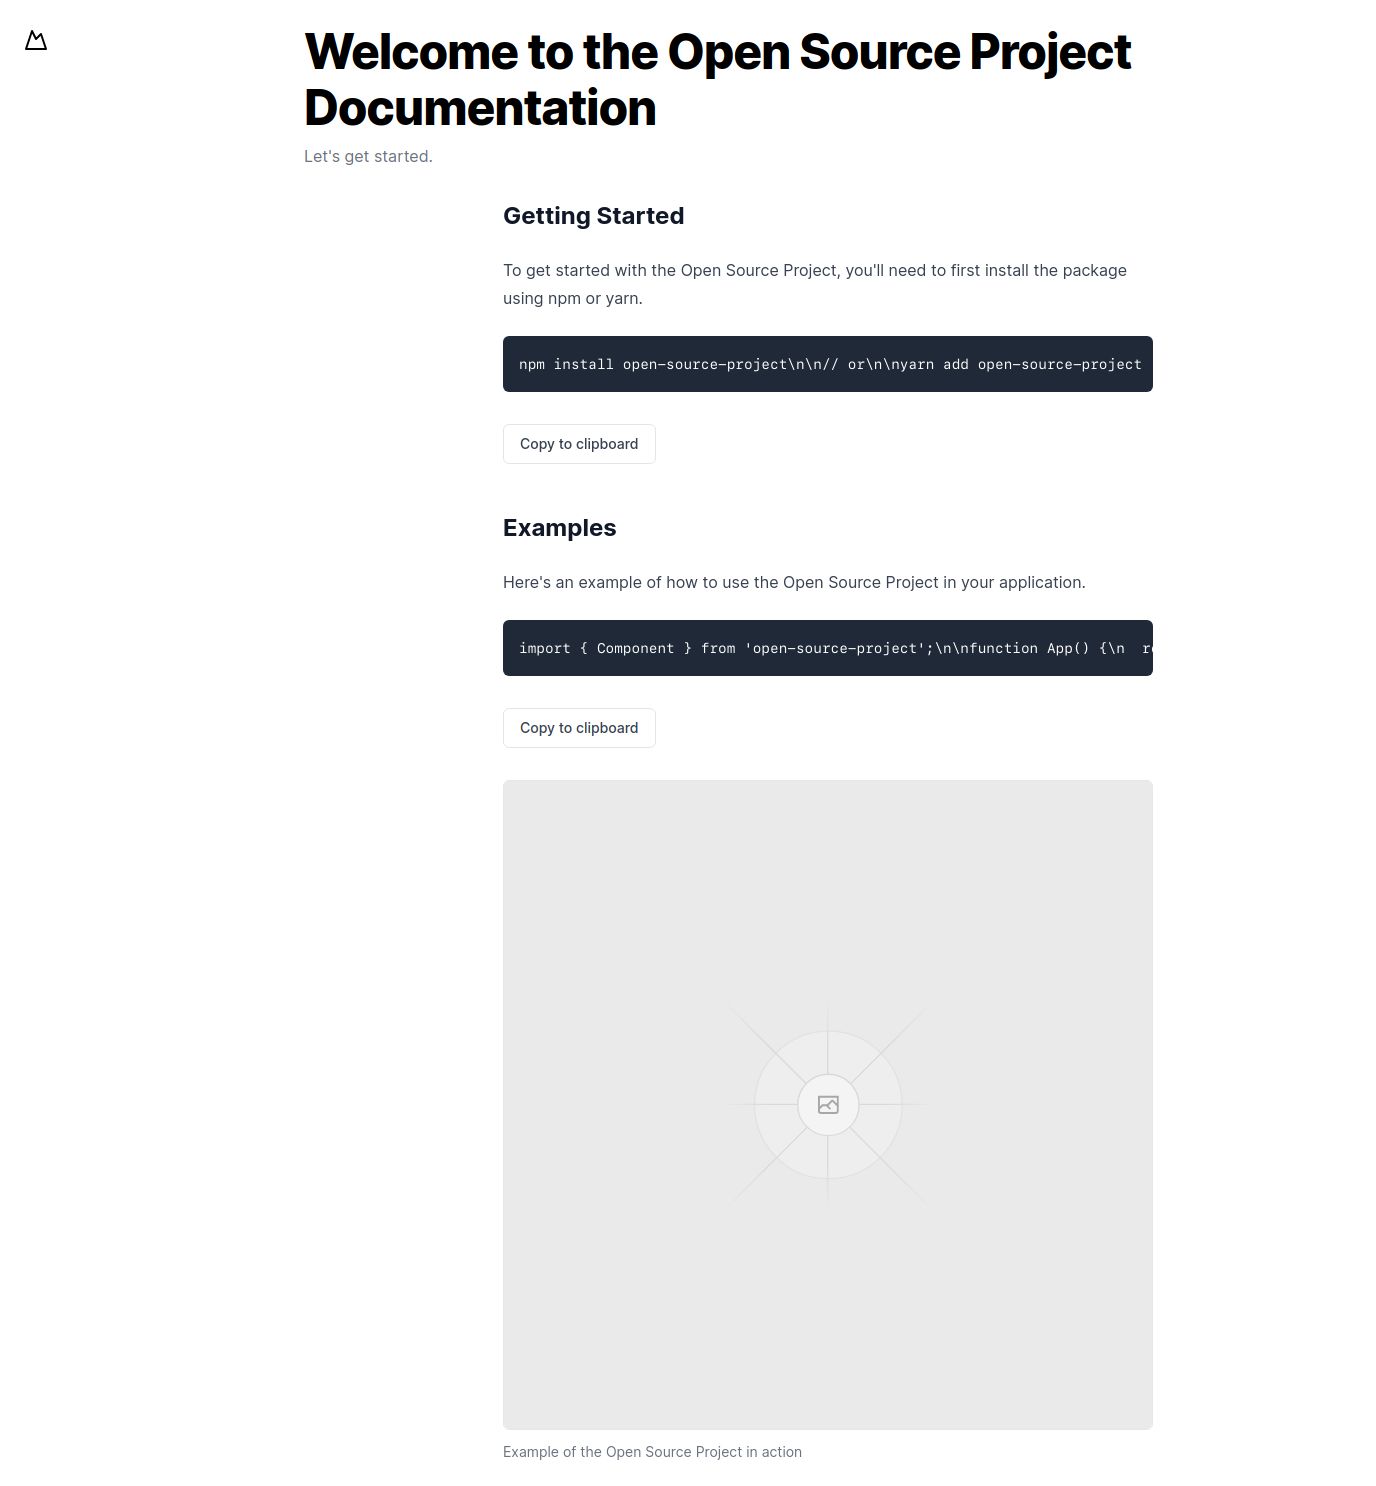 Welcome to the Open Source Project
Documentation
Let's get started.
Getting Started
To get started with the Open Source Project, you'll need to first install the package
using npm or yarn.
npm install open-source-project\n\n// or\n\nyarn add open-source-project
Copy to clipboard
Examples
Here's an example of how to use the Open Source Project in your application.
import { Component } from 'open-source-project';\n\nfunction App() {\n  r
Copy to clipboard
Example of the Open Source Project in action